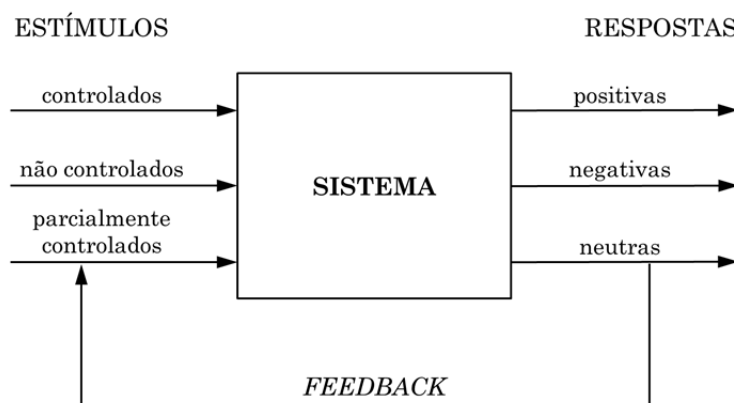 ESTÍMULOS
RESPOSTAS
controlados
positivas
não controlados
SISTEMA
negativas
parcialmente
controlados
neutras
FEEDBACK